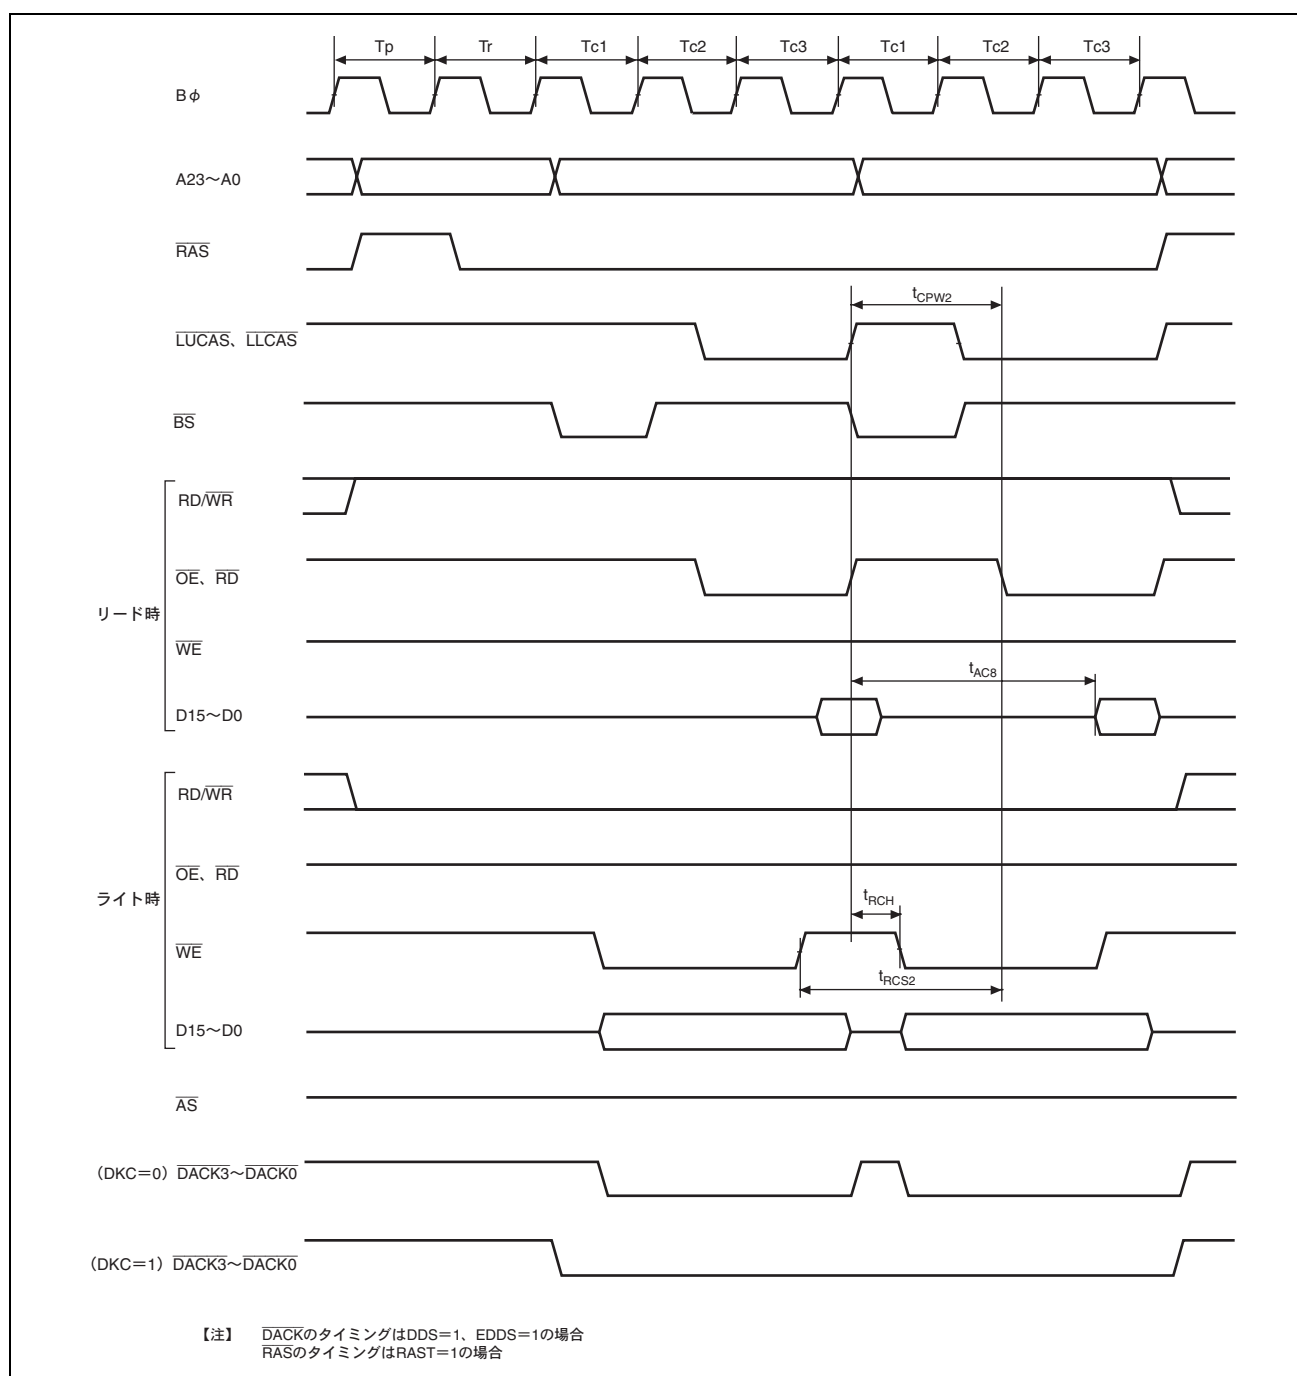 Tp Tr Tc1 Tc2 Tc3 Tc1 Tc2 Tc3
Bφ
A23～A0
RAS
tCPW2
LUCAS、LLCAS
BS
リード時
RD/WR
OE、RD
WE
tAC8
D15～D0
ライト時
RD/WR
OE、RD
tRCH
WE
tRCS2
D15～D0
AS
（DKC＝0）DACK3～DACK0
（DKC＝1）DACK3～DACK0
【注】 DACKのタイミングはDDS＝1、EDDS＝1の場合
RASのタイミングはRAST＝1の場合